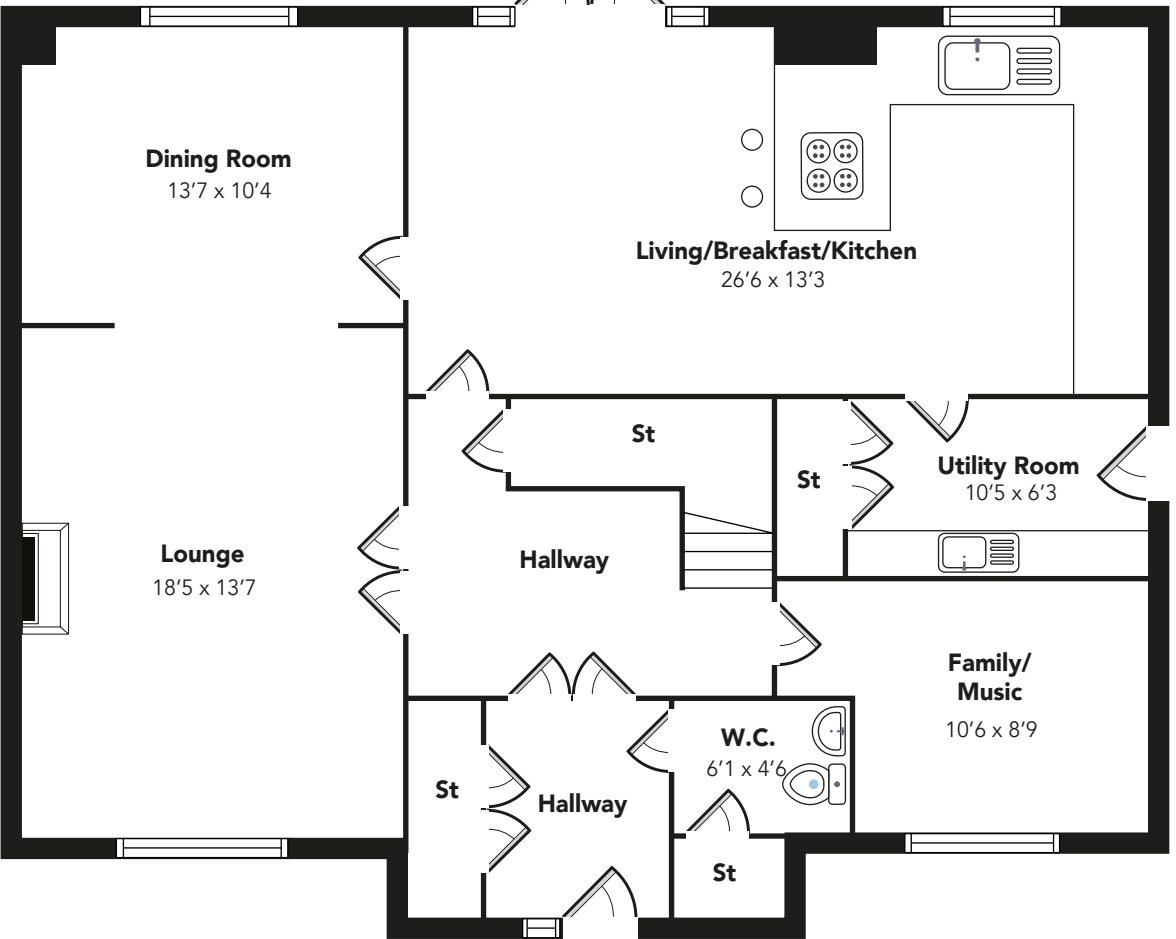 Dining Room
13’7 x 10’4
Living/Breakfast/Kitchen
26’6 x 13’3
St
St
Utility Room
10’5 x 6’3
Lounge
18’5 x 13’7
Hallway
Family/
Music
10’6 x 8’9
W.C.
6’1 x 4’6
St
Hallway
St